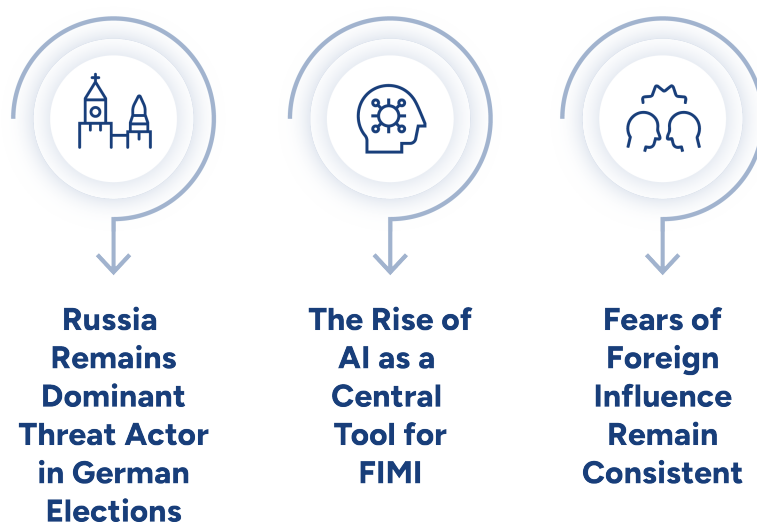 Russia
Remains
Dominant
Threat Actor
in German
Elections
The Rise of
AI as a
Central
Tool for
FIMI
Fears of
Foreign
Influence
Remain
Consistent